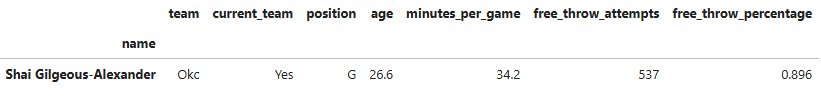 team current_team position age minutes_per_game free_throw_attempts free_throw_percentage
name
Shai Gilgeous-Alexander Okc Yes G 26.6 34.2 537 0.896